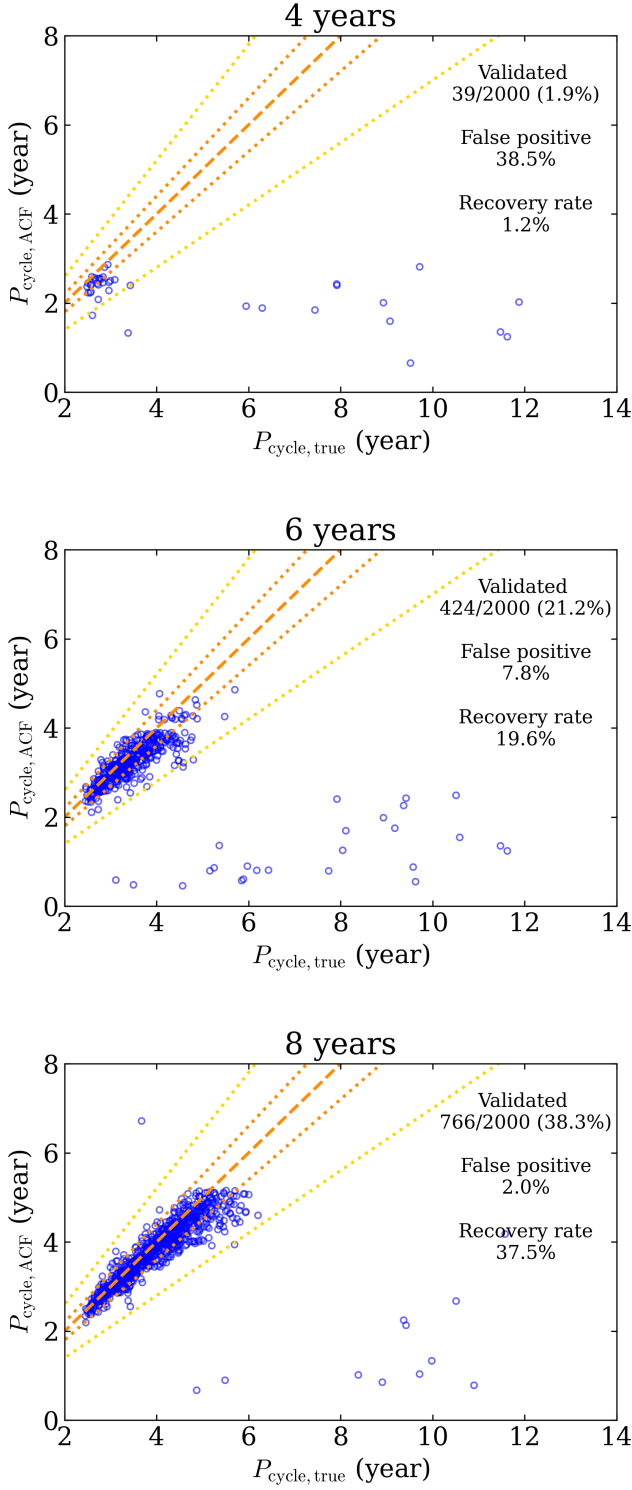 4 years
8
6
4
2
0
P_cycle, ACF (year)
Validated
39/2000 (1.9%)
False positive
38.5%
Recovery rate
1.2%
2 4 6 8 10 12 14
P_cycle, true (year)
6 years
8
6
4
2
0
P_cycle, ACF (year)
Validated
424/2000 (21.2%)
False positive
7.8%
Recovery rate
19.6%
2 4 6 8 10 12 14
P_cycle, true (year)
8 years
8
6
4
2
0
P_cycle, ACF (year)
Validated
766/2000 (38.3%)
False positive
2.0%
Recovery rate
37.5%
2 4 6 8 10 12 14
P_cycle, true (year)